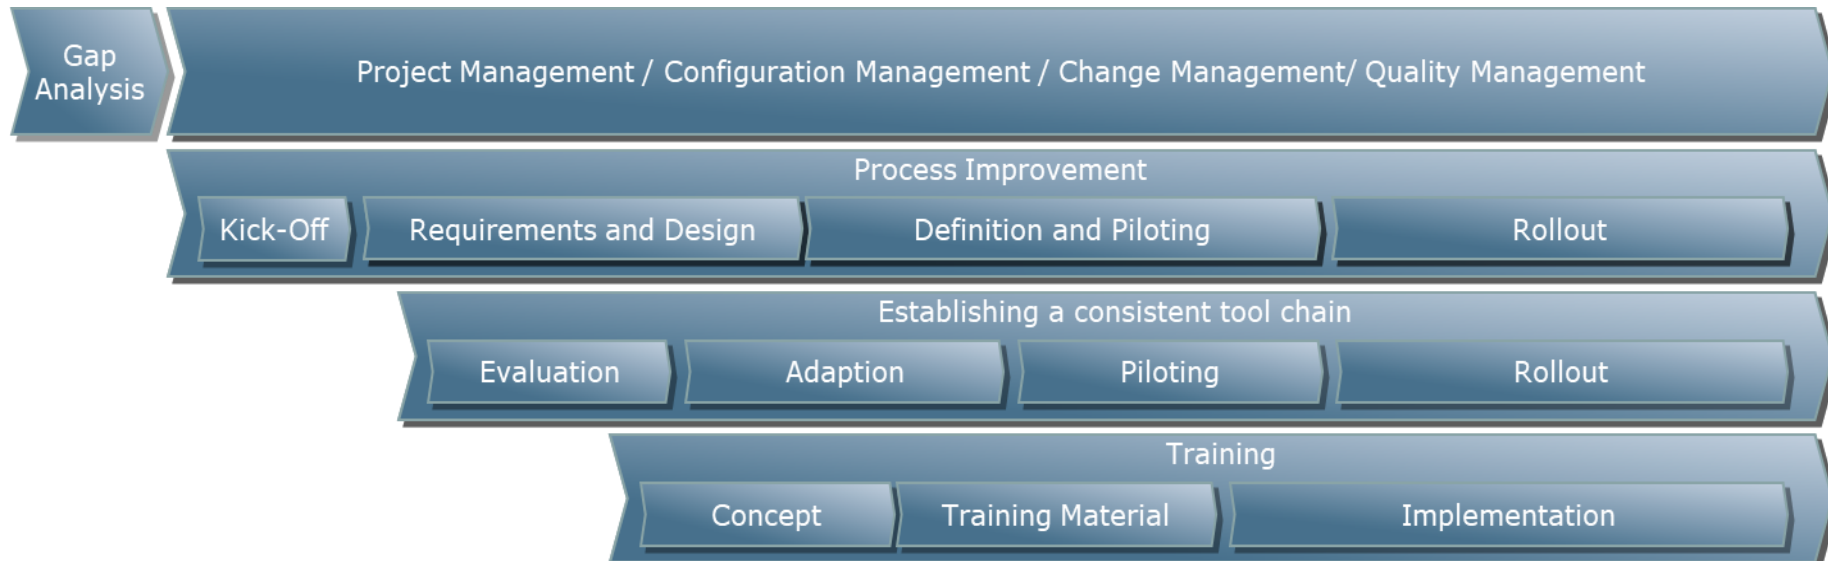 Gap
Analysis
Project Management / Configuration Management / Change Management/ Quality Management
Process Improvement
Kick-Off
Requirements and Design
Definition and Piloting
Rollout
Establishing a consistent tool chain
Evaluation
Adaption
Piloting
Rollout
Training
Concept
Training Material
Implementation